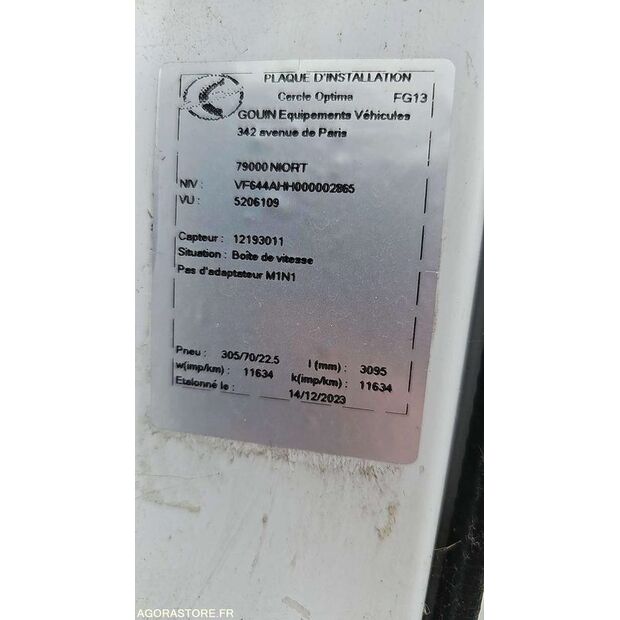 PLAQUE D'INSTALLATION
Cercle Optima FG13
GOUIN Equipements Véhicules
342 avenue de Paris
79000 NIORT
NIV : VF644AHH000002865
VU : 5206109
Capteur : 12193011
Situation : Boite de vitesse
Pas d'adaptateur M1N1
Pneu : 305/70/22.5 l (mm) : 3095
w(imp/km) : 11634 k(imp/km) : 11634
Etalonné le : 14/12/2023
AGORASTORE.FR